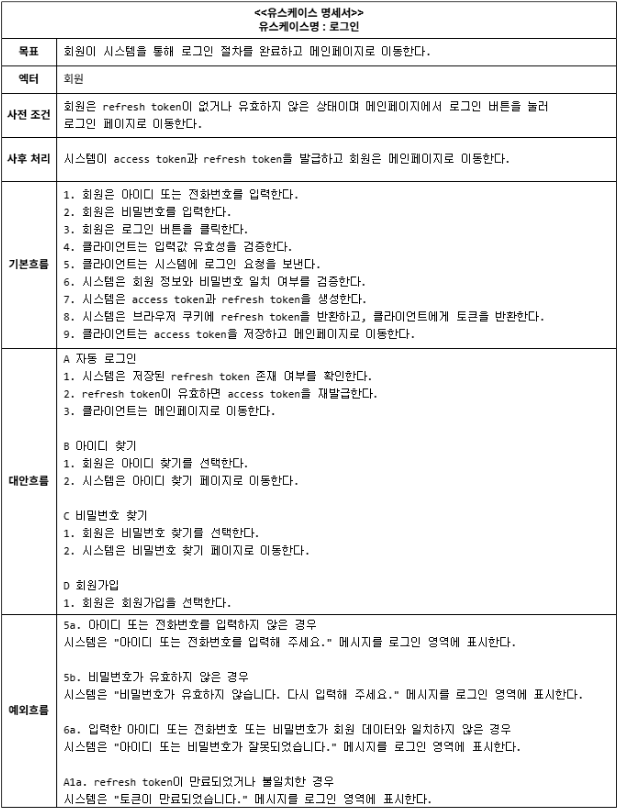 <<유스케이스 명세서>>
유스케이스명 : 로그인
목표
회원이 시스템을 통해 로그인 절차를 완료하고 메인페이지로 이동한다.
엑터
회원
사전 조건
회원은 refresh token이 없거나 유효하지 않은 상태이며 메인페이지에서 로그인 버튼을 눌러
로그인 페이지로 이동한다.
사후 처리
시스템이 access token과 refresh token을 발급하고 회원은 메인페이지로 이동한다.
기본흐름
1. 회원은 아이디 또는 전화번호를 입력한다.
2. 회원은 비밀번호를 입력한다.
3. 회원은 로그인 버튼을 클릭한다.
4. 클라이언트는 입력값 유효성을 검증한다.
5. 클라이언트는 시스템에 로그인 요청을 보낸다.
6. 시스템은 회원 정보와 비밀번호 일치 여부를 검증한다.
7. 시스템은 access token과 refresh token을 생성한다.
8. 시스템은 브라우저 쿠키에 refresh token을 반환하고, 클라이언트에게 토큰을 반환한다.
9. 클라이언트는 access token을 저장하고 메인페이지로 이동한다.
대안흐름
A 자동 로그인
1. 시스템은 저장된 refresh token 존재 여부를 확인한다.
2. refresh token이 유효하면 access token을 재발급한다.
3. 클라이언트는 메인페이지로 이동한다.
B 아이디 찾기
1. 회원은 아이디 찾기를 선택한다.
2. 시스템은 아이디 찾기 페이지로 이동한다.
C 비밀번호 찾기
1. 회원은 비밀번호 찾기를 선택한다.
2. 시스템은 비밀번호 찾기 페이지로 이동한다.
D 회원가입
1. 회원은 회원가입을 선택한다.
예외흐름
5a. 아이디 또는 전화번호를 입력하지 않은 경우
시스템은 "아이디 또는 전화번호를 입력해 주세요." 메시지를 로그인 영역에 표시한다.
5b. 비밀번호가 유효하지 않은 경우
시스템은 "비밀번호가 유효하지 않습니다. 다시 입력해 주세요." 메시지를 로그인 영역에 표시한다.
6a. 입력한 아이디 또는 전화번호 또는 비밀번호가 회원 데이터와 일치하지 않은 경우
시스템은 "아이디 또는 비밀번호가 잘못되었습니다." 메시지를 로그인 영역에 표시한다.
A1a. refresh token이 만료되었거나 불일치한 경우
시스템은 "토큰이 만료되었습니다." 메시지를 로그인 영역에 표시한다.